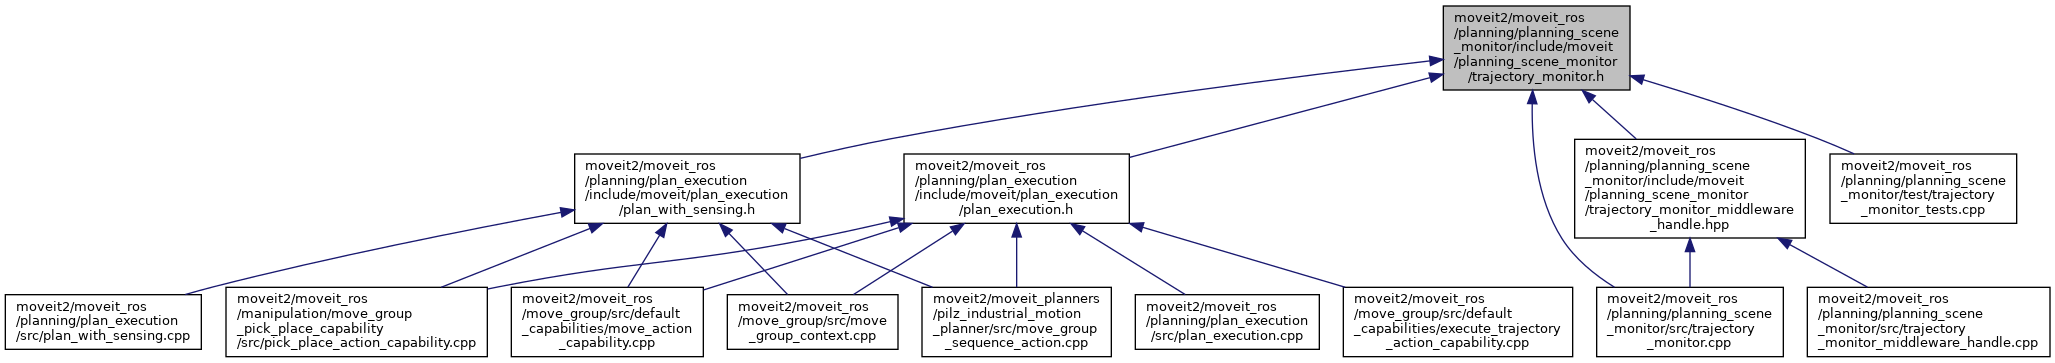 moveit2/moveit_ros
/planning/planning_scene
_monitor/include/moveit
/planning_scene_monitor
/trajectory_monitor.h
moveit2/moveit_ros
/planning/plan_execution
/include/moveit/plan_execution
/plan_with_sensing.h
moveit2/moveit_ros
/planning/plan_execution
/include/moveit/plan_execution
/plan_execution.h
moveit2/moveit_ros
/planning/planning_scene
_monitor/include/moveit
/planning_scene_monitor
/trajectory_monitor_middleware
_handle.hpp
moveit2/moveit_ros
/planning/planning_scene
_monitor/test/trajectory
_monitor_tests.cpp
moveit2/moveit_ros
/planning/plan_execution
/src/plan_with_sensing.cpp
moveit2/moveit_ros
/manipulation/move_group
_pick_place_capability
/src/pick_place_action_capability.cpp
moveit2/moveit_ros
/move_group/src/default
_capabilities/move_action
_capability.cpp
moveit2/moveit_ros
/move_group/src/move
_group_context.cpp
moveit2/moveit_planners
/pilz_industrial_motion
_planner/src/move_group
_sequence_action.cpp
moveit2/moveit_ros
/planning/plan_execution
/src/plan_execution.cpp
moveit2/moveit_ros
/move_group/src/default
_capabilities/execute_trajectory
_action_capability.cpp
moveit2/moveit_ros
/planning/planning_scene
_monitor/src/trajectory
_monitor.cpp
moveit2/moveit_ros
/planning/planning_scene
_monitor/src/trajectory
_monitor_middleware_handle.cpp